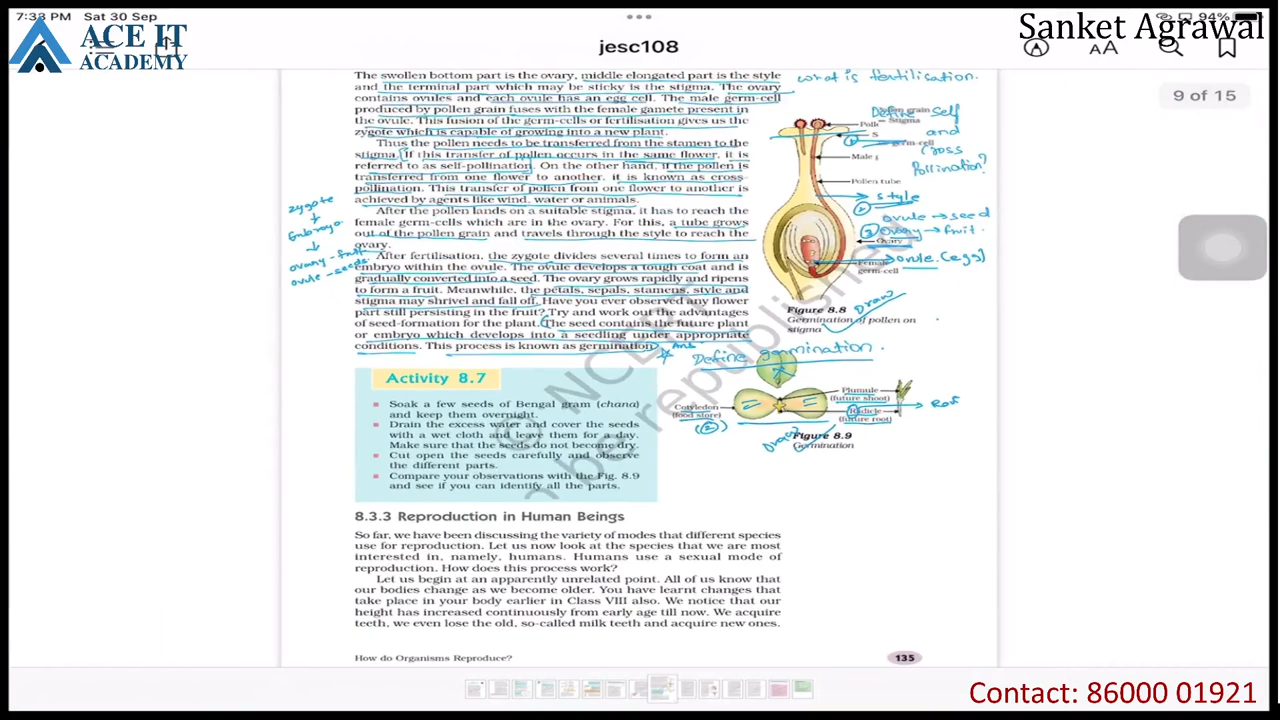 7:33 PM Sat 30 Sep
94%
ACE IT
ACADEMY
Sanket Agrawal
jesc108
AA
9 of 15
The swollen bottom part is the ovary, middle elongated part is the style
and the terminal part which may be sticky is the stigma. The ovary
contains ovules and each ovule has an egg cell. The male germ-cell
produced by pollen grain fuses with the female gamete present in
the ovule. This fusion of the germ-cells or fertilisation gives us the
zygote which is capable of growing into a new plant.
Thus the pollen needs to be transferred from the stamen to the
stigma. If this transfer of pollen occurs in the same flower, it is
referred to as self-pollination. On the other hand, if the pollen is
transferred from one flower to another, it is known as cross-
pollination. This transfer of pollen from one flower to another is
achieved by agents like wind, water or animals.
After the pollen lands on a suitable stigma, it has to reach the
female germ-cells which are in the ovary. For this, a tube grows
out of the pollen grain and travels through the style to reach the
ovary.
After fertilisation, the zygote divides several times to form an
embryo within the ovule. The ovule develops a tough coat and is
gradually converted into a seed. The ovary grows rapidly and ripens
to form a fruit. Meanwhile, the petals, sepals, stamens, style and
stigma may shrivel and fall off. Have you ever observed any flower
part still persisting in the fruit? Try and work out the advantages
of seed-formation for the plant. The seed contains the future plant
or embryo which develops into a seedling under appropriate
conditions. This process is known as germination.
Ans
zygote
Embryo
ovary - fruit
ovule - seeds
what is fertilisation.
Define Self
and
Cross
Pollination?
Pollen grain
Stigma
germ-cell
Male
Pollen tube
① 
style
②
ovule → seed
③ Ovary → fruit.
Ovary
ovule (egg)
Female
germ-cell
Figure 8.8 Draw
Germination of pollen on
stigma
Define germination.
Plumule
(future shoot)
Cotyledon
(food store)
(2)
Radicle
(future root)
Root
Draw
Figure 8.9
Germination
Activity 8.7
Soak a few seeds of Bengal gram (chana)
and keep them overnight.
Drain the excess water and cover the seeds
with a wet cloth and leave them for a day.
Make sure that the seeds do not become dry.
Cut open the seeds carefully and observe
the different parts.
Compare your observations with the Fig. 8.9
and see if you can identify all the parts.
© NCERT
be republished
8.3.3 Reproduction in Human Beings
So far, we have been discussing the variety of modes that different species
use for reproduction. Let us now look at the species that we are most
interested in, namely, humans. Humans use a sexual mode of
reproduction. How does this process work?
Let us begin at an apparently unrelated point. All of us know that
our bodies change as we become older. You have learnt changes that
take place in your body earlier in Class VIII also. We notice that our
height has increased continuously from early age till now. We acquire
teeth, we even lose the old, so-called milk teeth and acquire new ones.
How do Organisms Reproduce?
135
Contact: 86000 01921